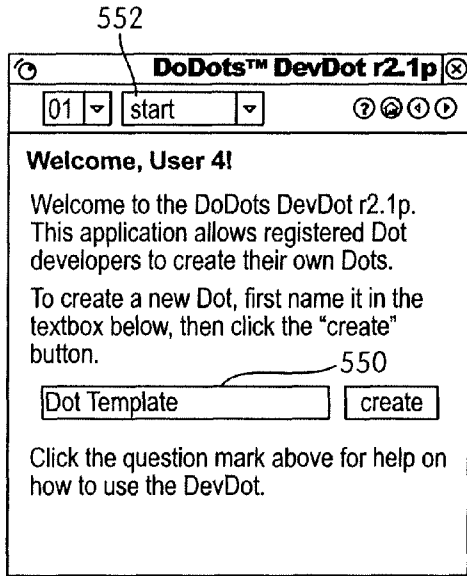 552
DoDots™ DevDot r2.1p
01 start
Welcome, User 4!
Welcome to the DoDots DevDot r2.1p.
This application allows registered Dot
developers to create their own Dots.
To create a new Dot, first name it in the
textbox below, then click the “create”
button.
550
Dot Template create
Click the question mark above for help on
how to use the DevDot.